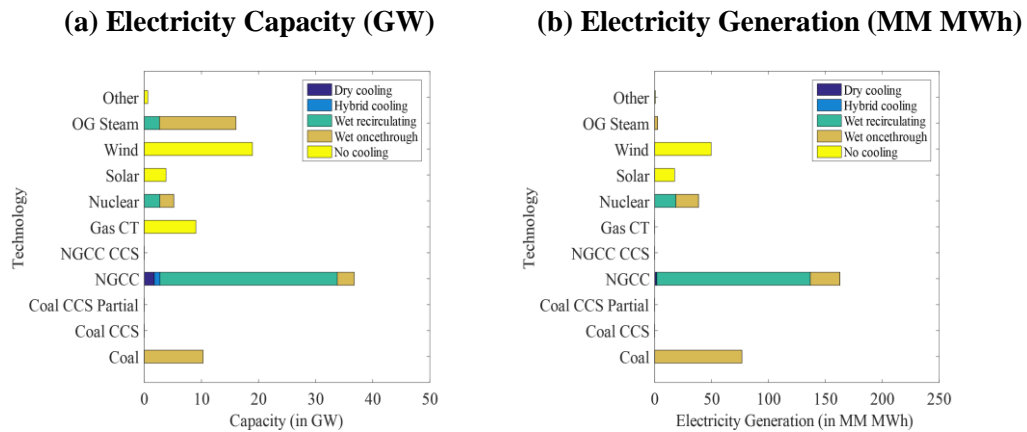 (a) Electricity Capacity (GW)
Dry cooling
Hybrid cooling
Wet recirculating
Wet oncethrough
No cooling
Technology
Other
OG Steam
Wind
Solar
Nuclear
Gas CT
NGCC CCS
NGCC
Coal CCS Partial
Coal CCS
Coal
0 10 20 30 40 50
Capacity (in GW)
(b) Electricity Generation (MM MWh)
Dry cooling
Hybrid cooling
Wet recirculating
Wet oncethrough
No cooling
Technology
Other
OG Steam
Wind
Solar
Nuclear
Gas CT
NGCC CCS
NGCC
Coal CCS Partial
Coal CCS
Coal
0 50 100 150 200 250
Electricity Generation (in MM MWh)